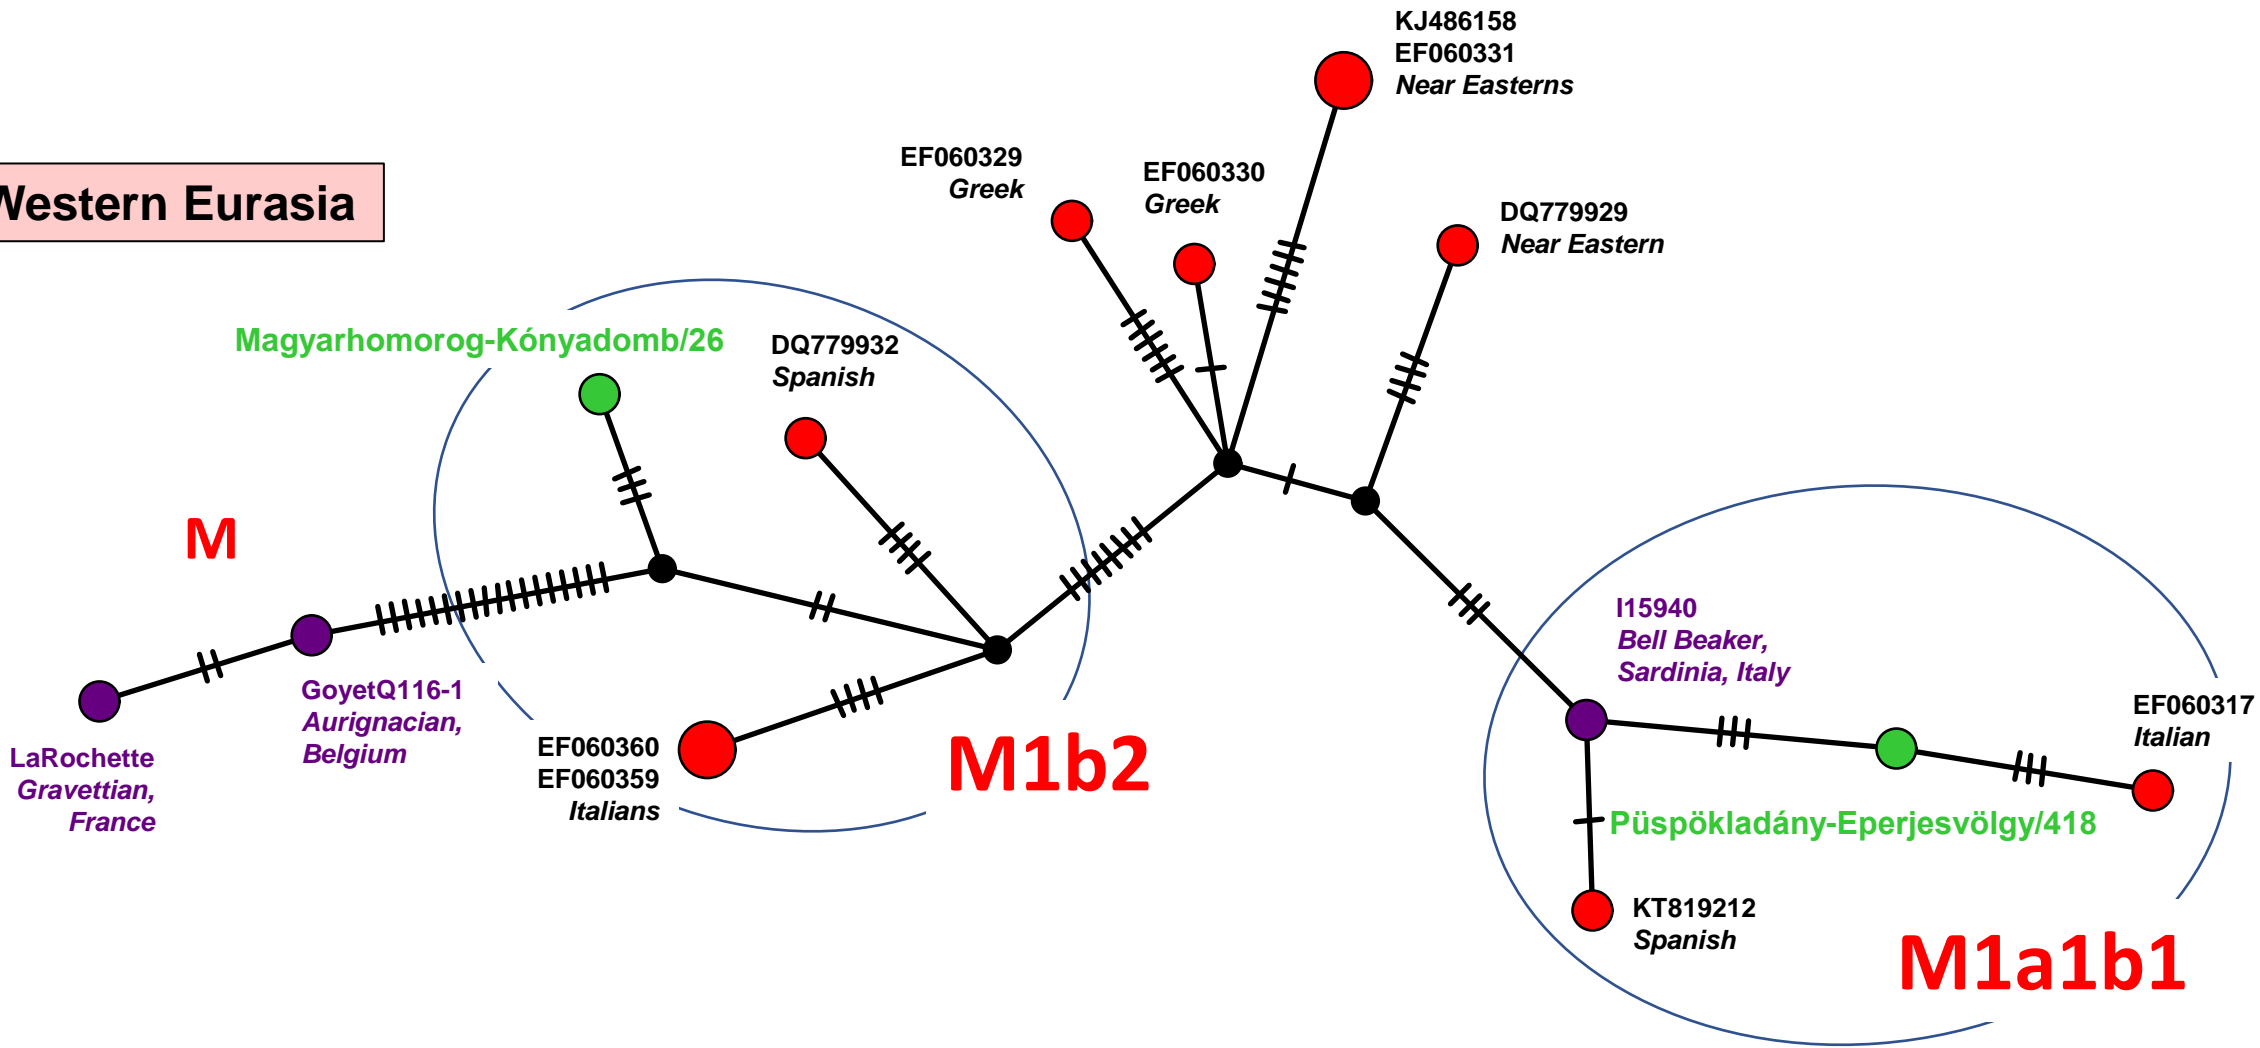 KJ486158
EF060331
Near Easterns
EF060329
Greek
EF060330
Greek
Western Eurasia
DQ779929
Near Eastern
Magyarhomorog-Kónyadomb/26
DQ779932
Spanish
M
I15940
Bell Beaker,
Sardinia, Italy
GoyetQ116-1
Aurignacian,
Belgium
EF060317
Italian
LaRochette
Gravettian,
France
EF060360
EF060359
Italians
M1b2
Püspökladány-Eperjesvölgy/418
KT819212
Spanish
M1a1b1